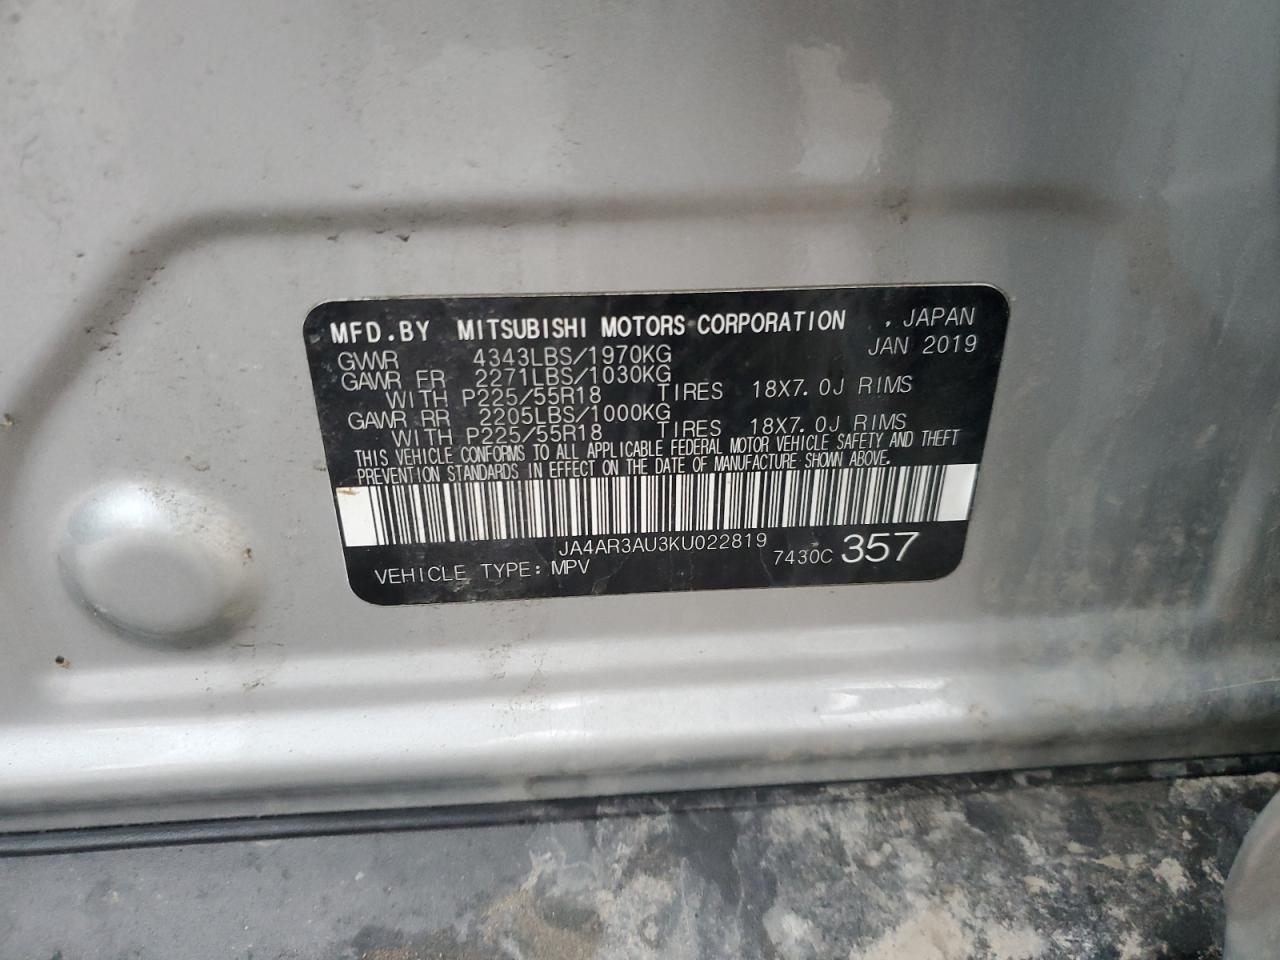 MFD.BY MITSUBISHI MOTORS CORPORATION , JAPAN
GVWR 4343LBS/1970KG JAN 2019
GAWR FR 2271LBS/1030KG
WITH P225/55R18 TIRES 18X7.0J RIMS
GAWR RR 2205LBS/1000KG
WITH P225/55R18 TIRES 18X7.0J RIMS
THIS VEHICLE CONFORMS TO ALL APPLICABLE FEDERAL MOTOR VEHICLE SAFETY AND THEFT
PREVENTION STANDARDS IN EFFECT ON THE DATE OF MANUFACTURE SHOWN ABOVE.
JA4AR3AU3KU022819
VEHICLE TYPE: MPV 7430C 357